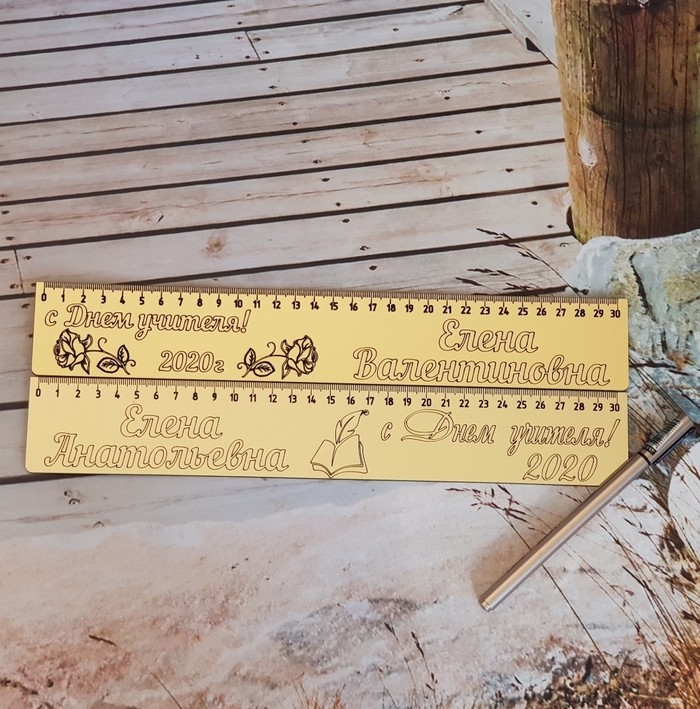 0 1 2 3 4 5 6 7 8 9 10 11 12 13 14 15 16 17 18 19 20 21 22 23 24 25 26 27 28 29 30
с Днем учителя!
2020г
Елена
Валентиновна
0 1 2 3 4 5 6 7 8 9 10 11 12 13 14 15 16 17 18 19 20 21 22 23 24 25 26 27 28 29 30
Елена
Анатольевна
с Днем учителя!
2020